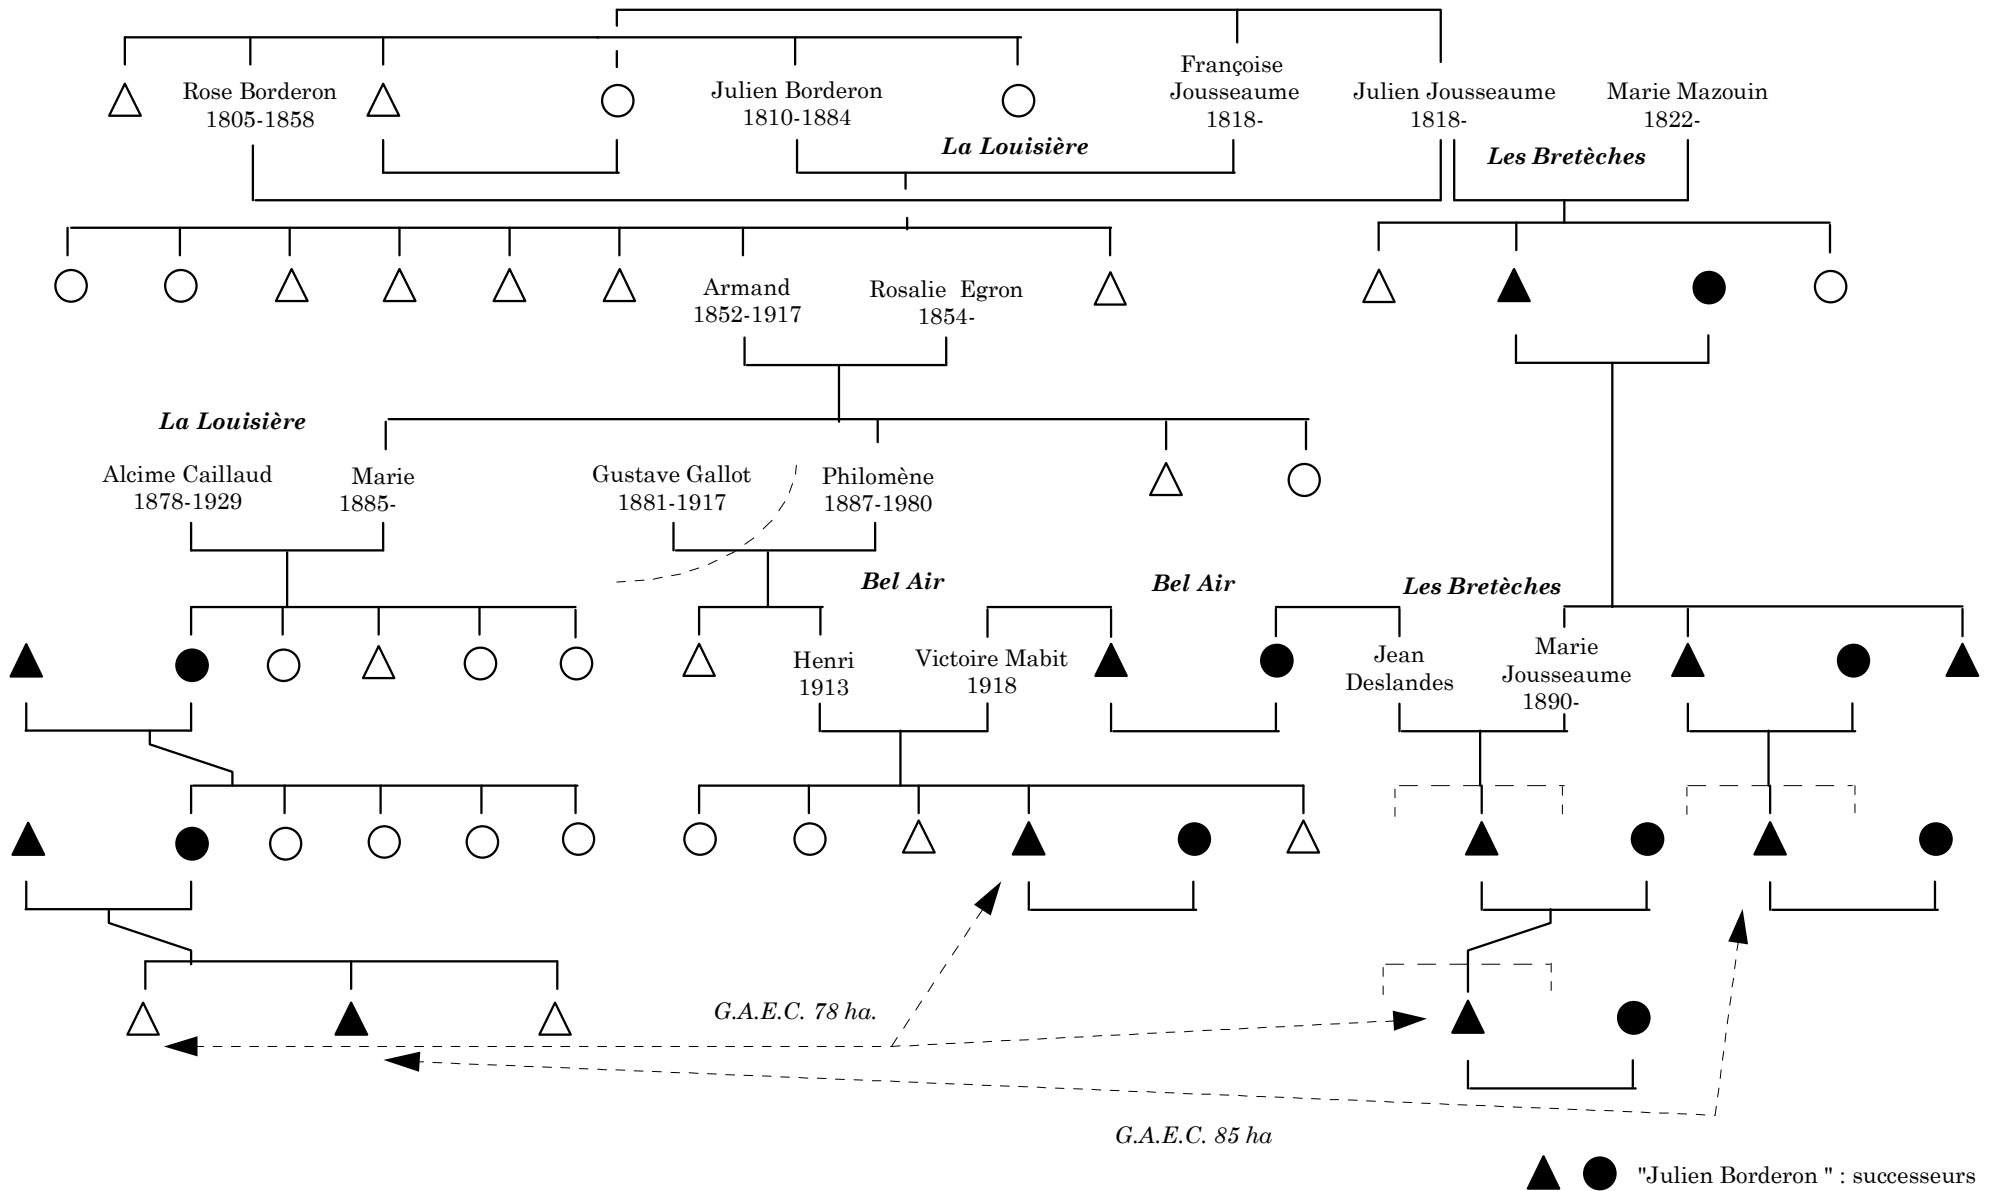 Françoise
Jousseaume
1818-
Rose Borderon
1805-1858
Julien Borderon
1810-1884
Julien Jousseaume
1818-
Marie Mazouin
1822-
La Louisière
Les Bretèches
Armand
1852-1917
Rosalie Egron
1854-
La Louisière
Alcime Caillaud
1878-1929
Marie
1885-
Gustave Gallot
1881-1917
Philomène
1887-1980
Bel Air
Bel Air
Les Bretèches
Henri
1913
Victoire Mabit
1918
Jean
Deslandes
Marie
Jousseaume
1890-
G.A.E.C. 78 ha.
G.A.E.C. 85 ha
"Julien Borderon " : successeurs